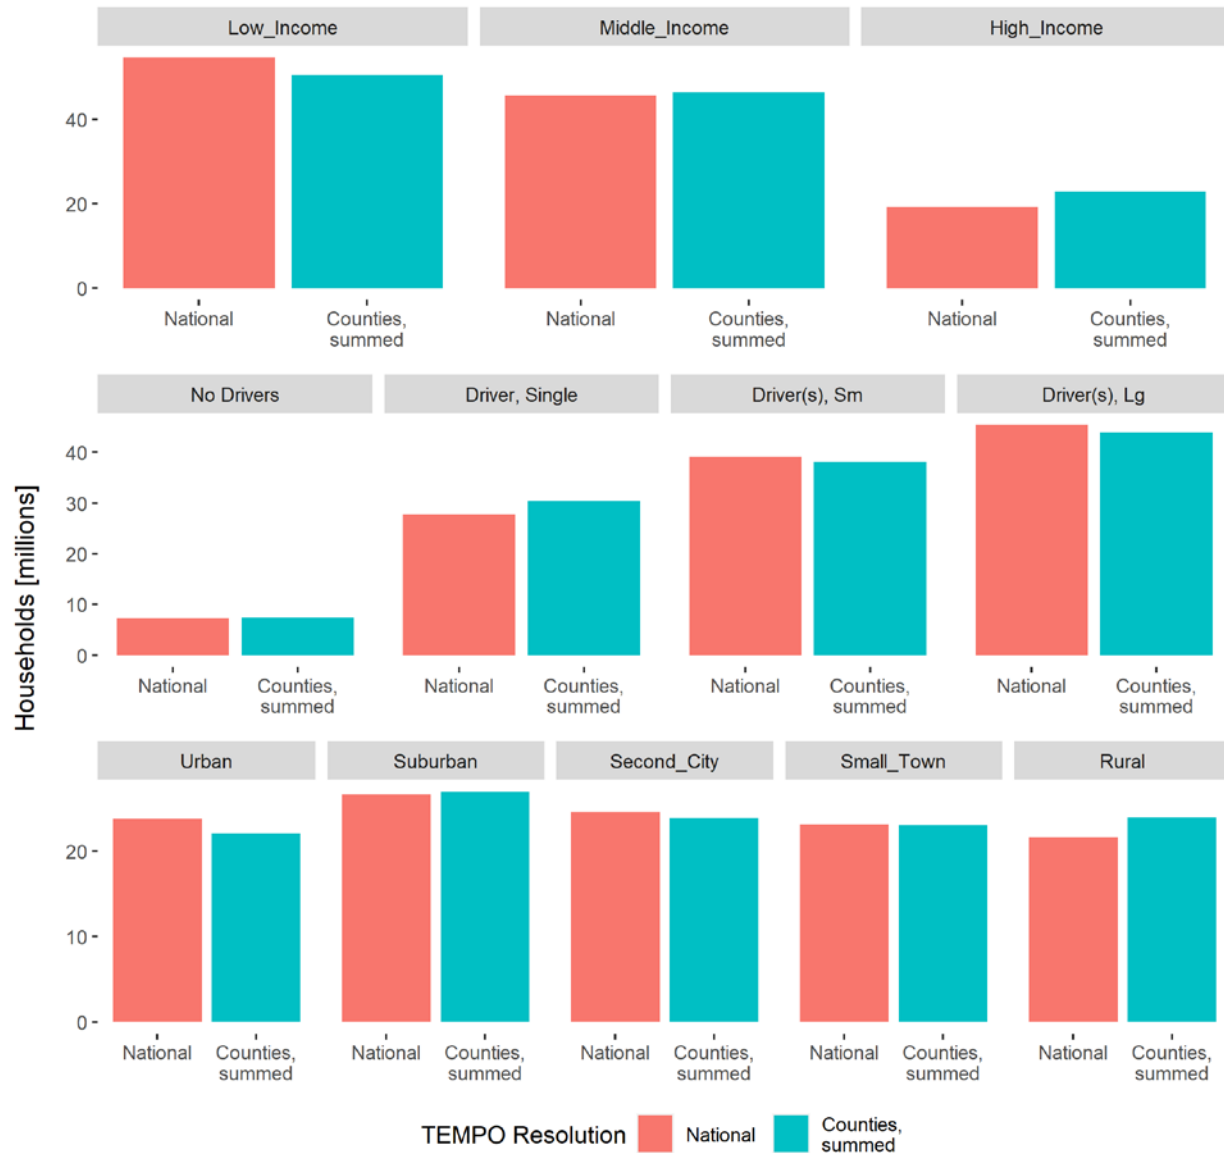 Low_Income Middle_Income High_Income
40
20
0
National Counties, National Counties, National Counties,
summed summed summed
No Drivers Driver, Single Driver(s), Sm Driver(s), Lg
40
30
20
10
0
National Counties, National Counties, National Counties, National Counties,
summed summed summed summed
Households [millions]
Urban Suburban Second_City Small_Town Rural
20
10
0
National Counties, National Counties, National Counties, National Counties, National Counties,
summed summed summed summed summed
TEMPO Resolution National Counties,
summed